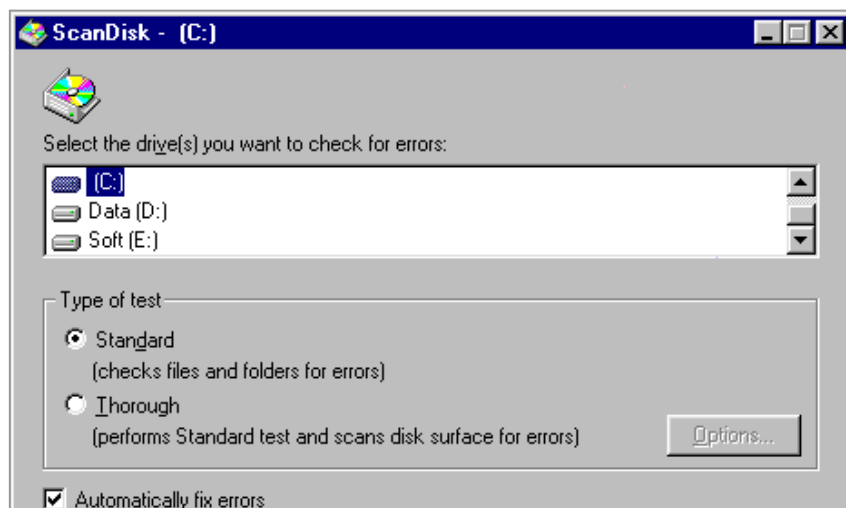 ScanDisk - (C:)
Select the drive(s) you want to check for errors:
(C:)
Data (D:)
Soft (E:)
Type of test
Standard
(checks files and folders for errors)
Thorough
(performs Standard test and scans disk surface for errors)
Options...
Automatically fix errors